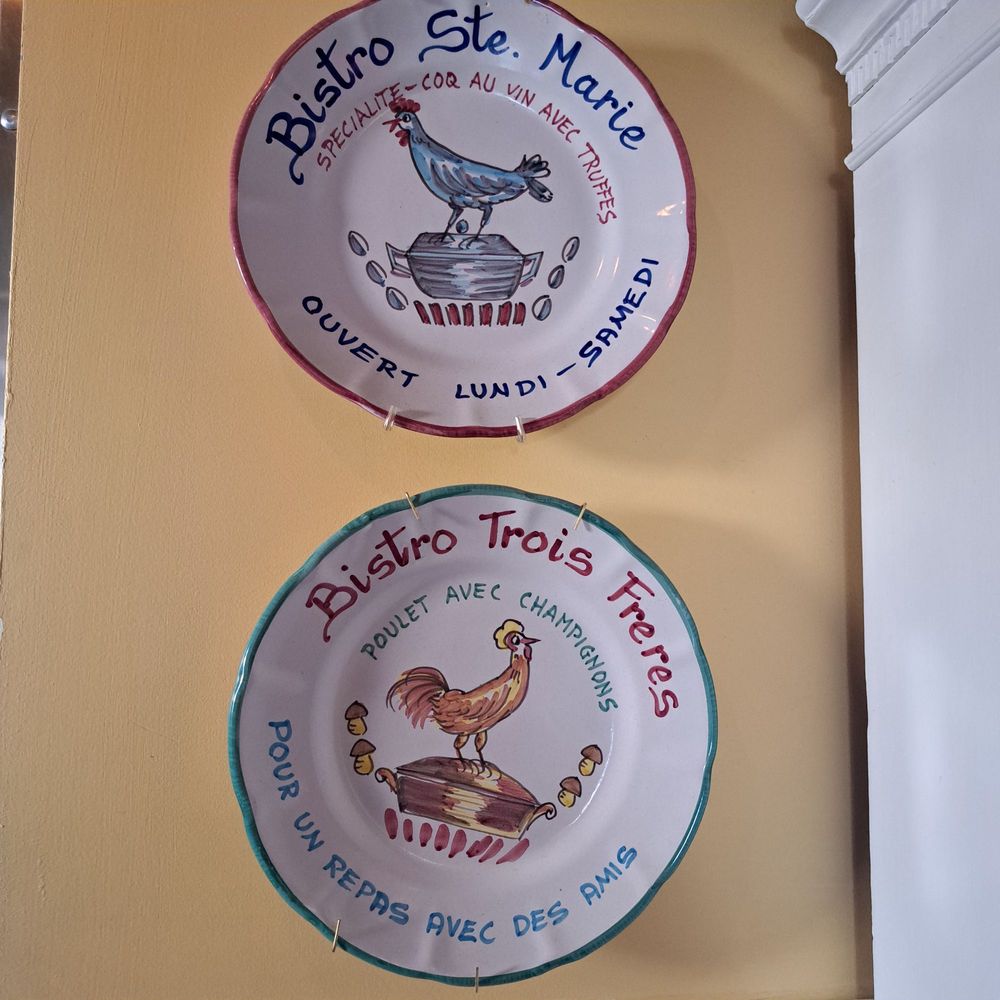 Bistro Ste. Marie
SPECIALITE-COQ AU VIN AVEC TRUFFES
OUVERT LUNDI-SAMEDI
Bistro Trois Freres
POULET AVEC CHAMPIGNONS
POUR UN REPAS AVEC DES AMIS